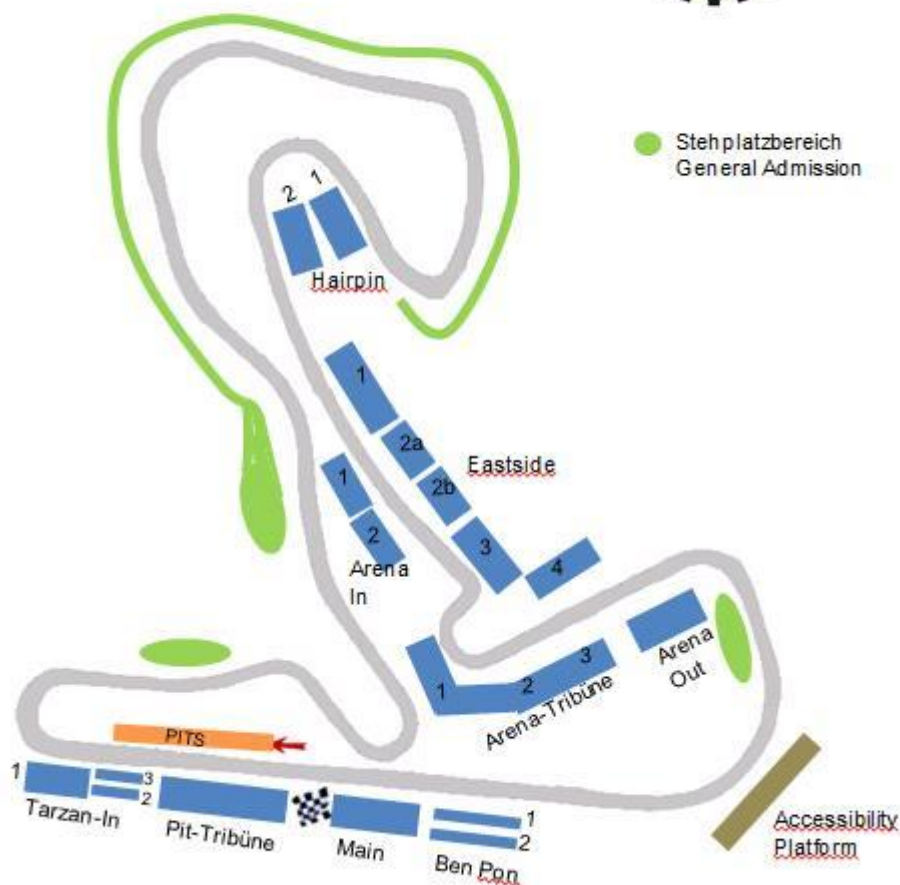 Stehplatzbereich
General Admission
2
1
Hairpin
1
2a
2b
Eastside
3
4
1
2
Arena
In
1
2
3
Arena-Tribüne
Arena
Out
PITS
1
3
2
Tarzan-In
Pit-Tribüne
Main
1
2
Ben Pon
Accessibility
Platform